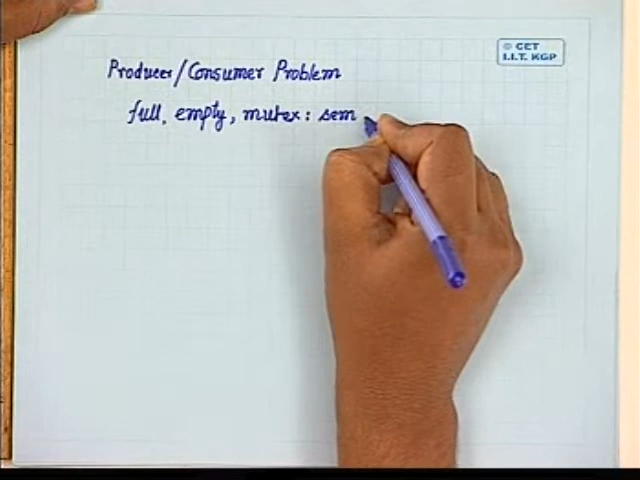 © CET
I.I.T. KGP
Producer/Consumer Problem
full, empty, mutex: sem